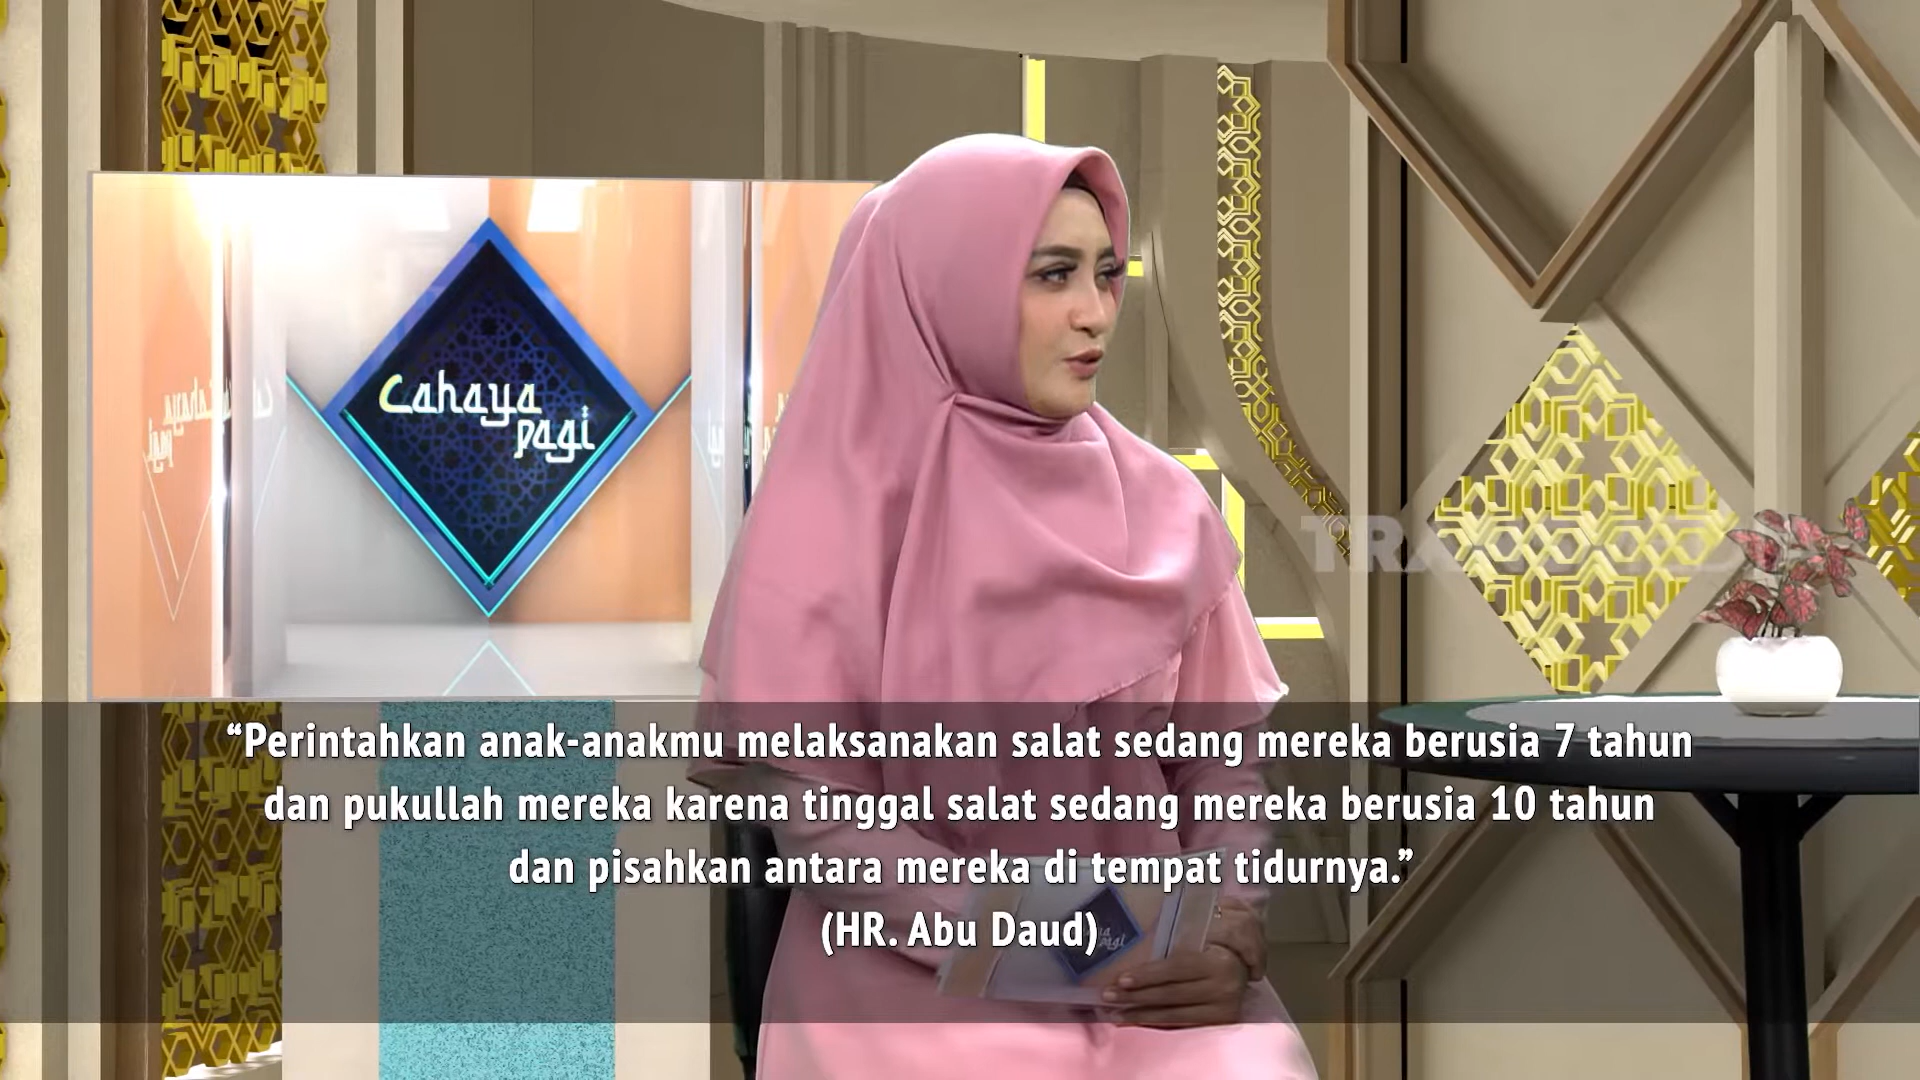 Cahaya
pagi
“Perintahkan anak-anakmu melaksanakan salat sedang mereka berusia 7 tahun
dan pukullah mereka karena tinggal salat sedang mereka berusia 10 tahun
dan pisahkan antara mereka di tempat tidurnya.”
(HR. Abu Daud)